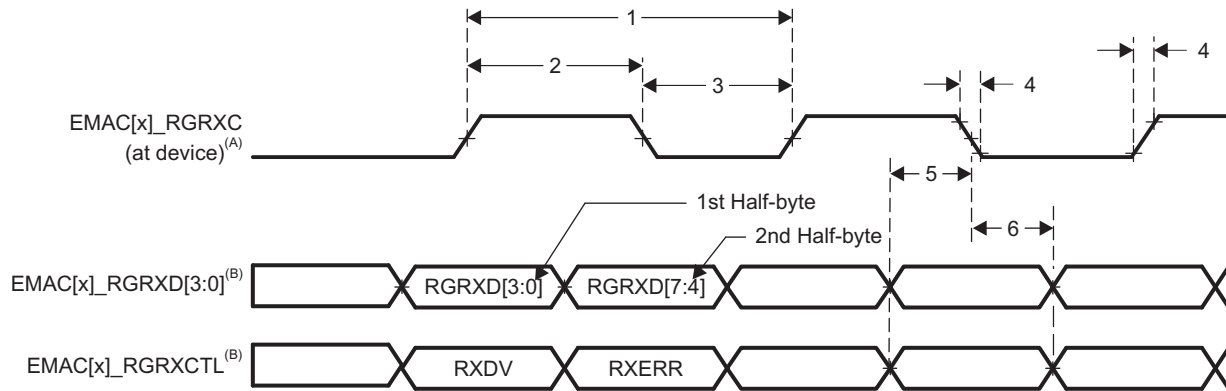 1
2
3
4
4
EMAC[x]_RGRXC
(at device)(A)
5
1st Half-byte
2nd Half-byte
6
EMAC[x]_RGRXD[3:0](B)
RGRXD[3:0]
RGRXD[7:4]
EMAC[x]_RGRXCTL(B)
RXDV
RXERR